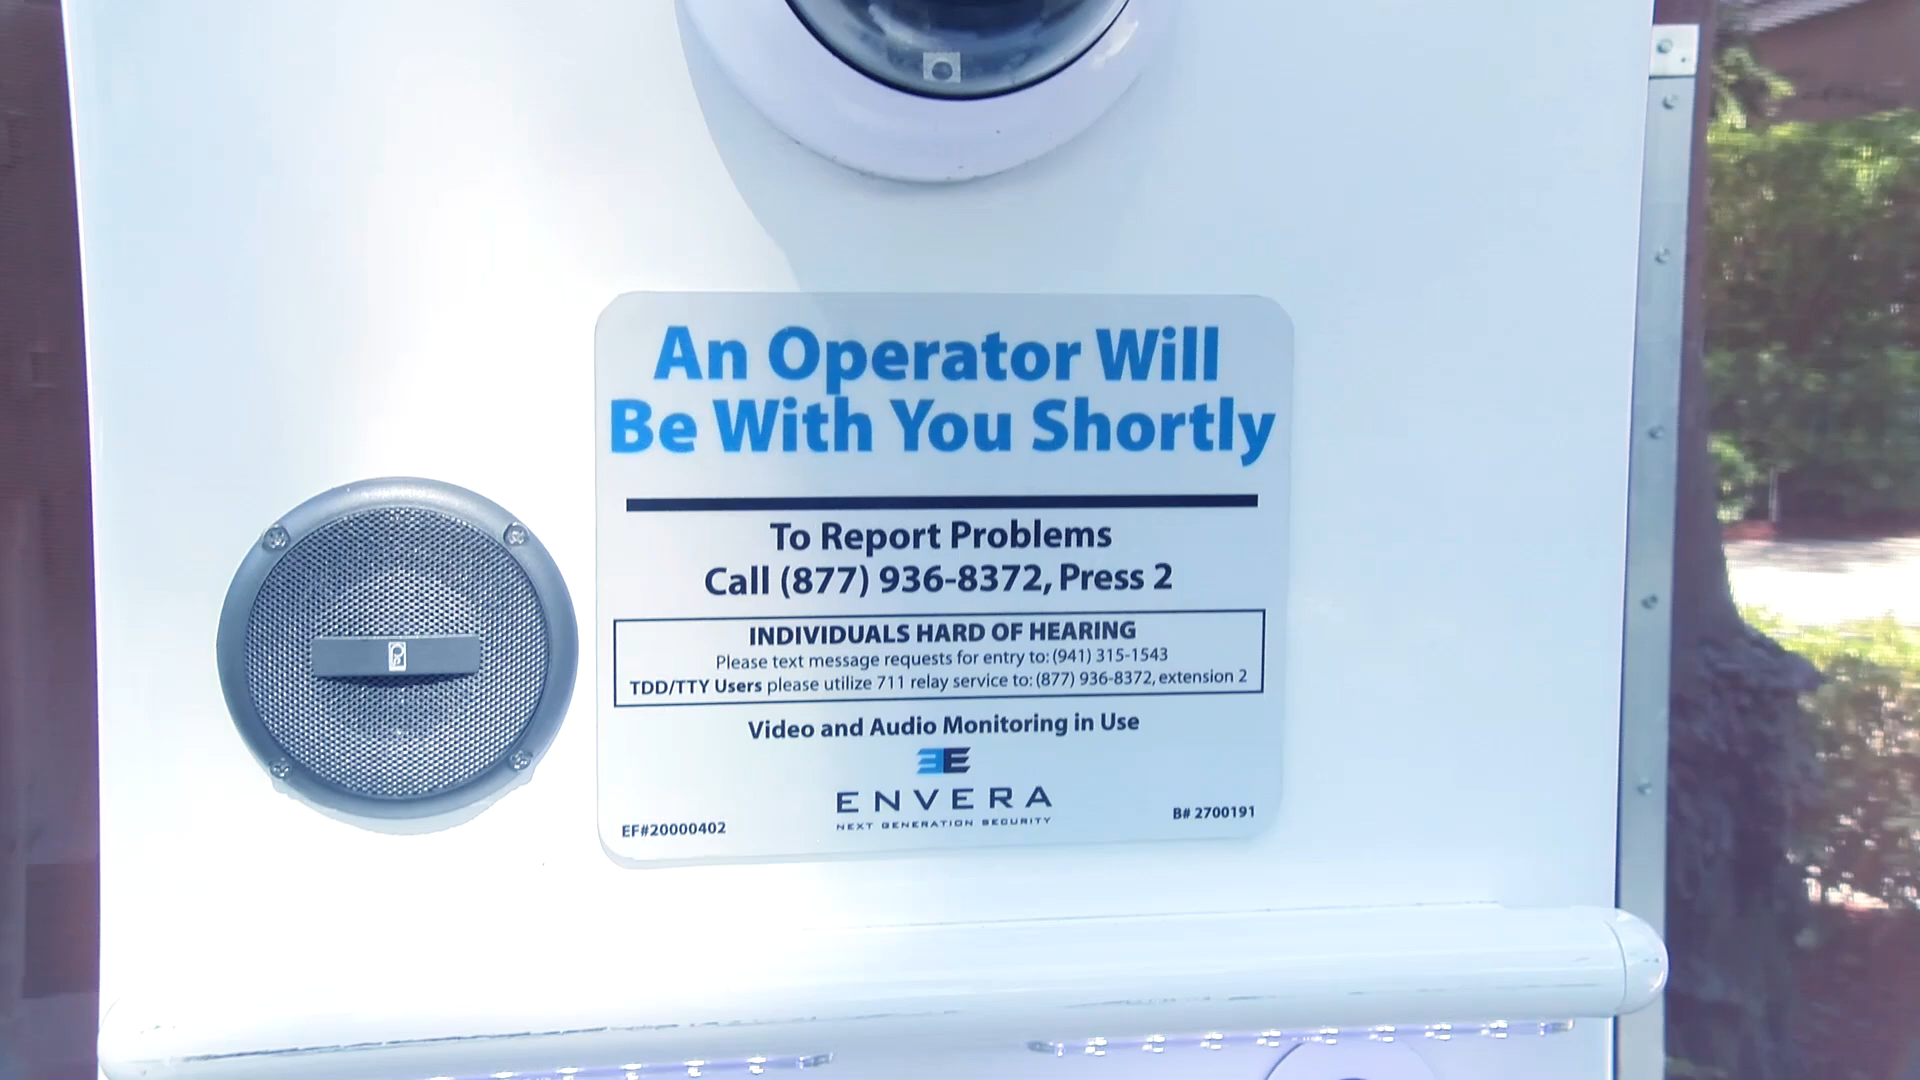 An Operator Will
Be With You Shortly
To Report Problems
Call (877) 936-8372, Press 2
INDIVIDUALS HARD OF HEARING
Please text message requests for entry to: (941) 315-1543
TDD/TTY Users please utilize 711 relay service to: (877) 936-8372, extension 2
Video and Audio Monitoring in Use
ENVERA
NEXT GENERATION SECURITY
EF#20000402
B# 2700191